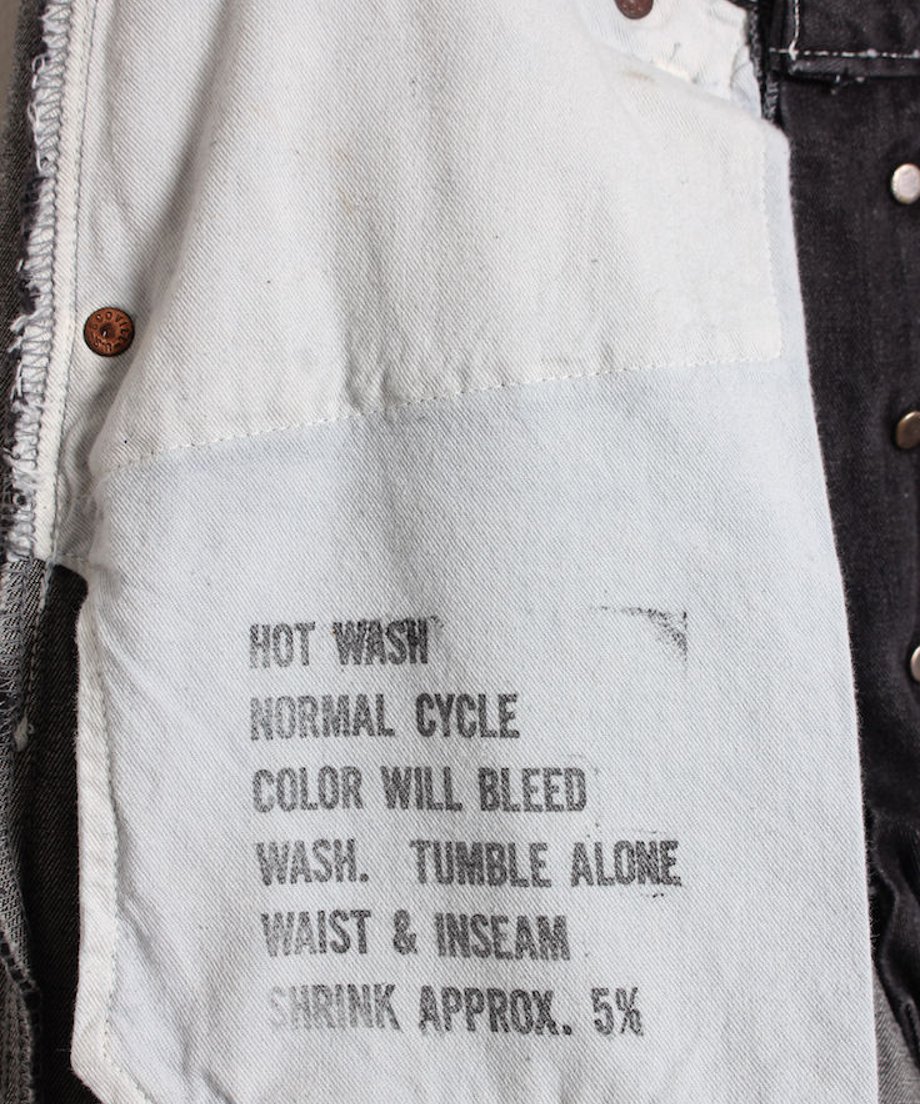 HOT WASH
NORMAL CYCLE
COLOR WILL BLEED
WASH. TUMBLE ALONE
WAIST & INSEAM
SHRINK APPROX. 5%